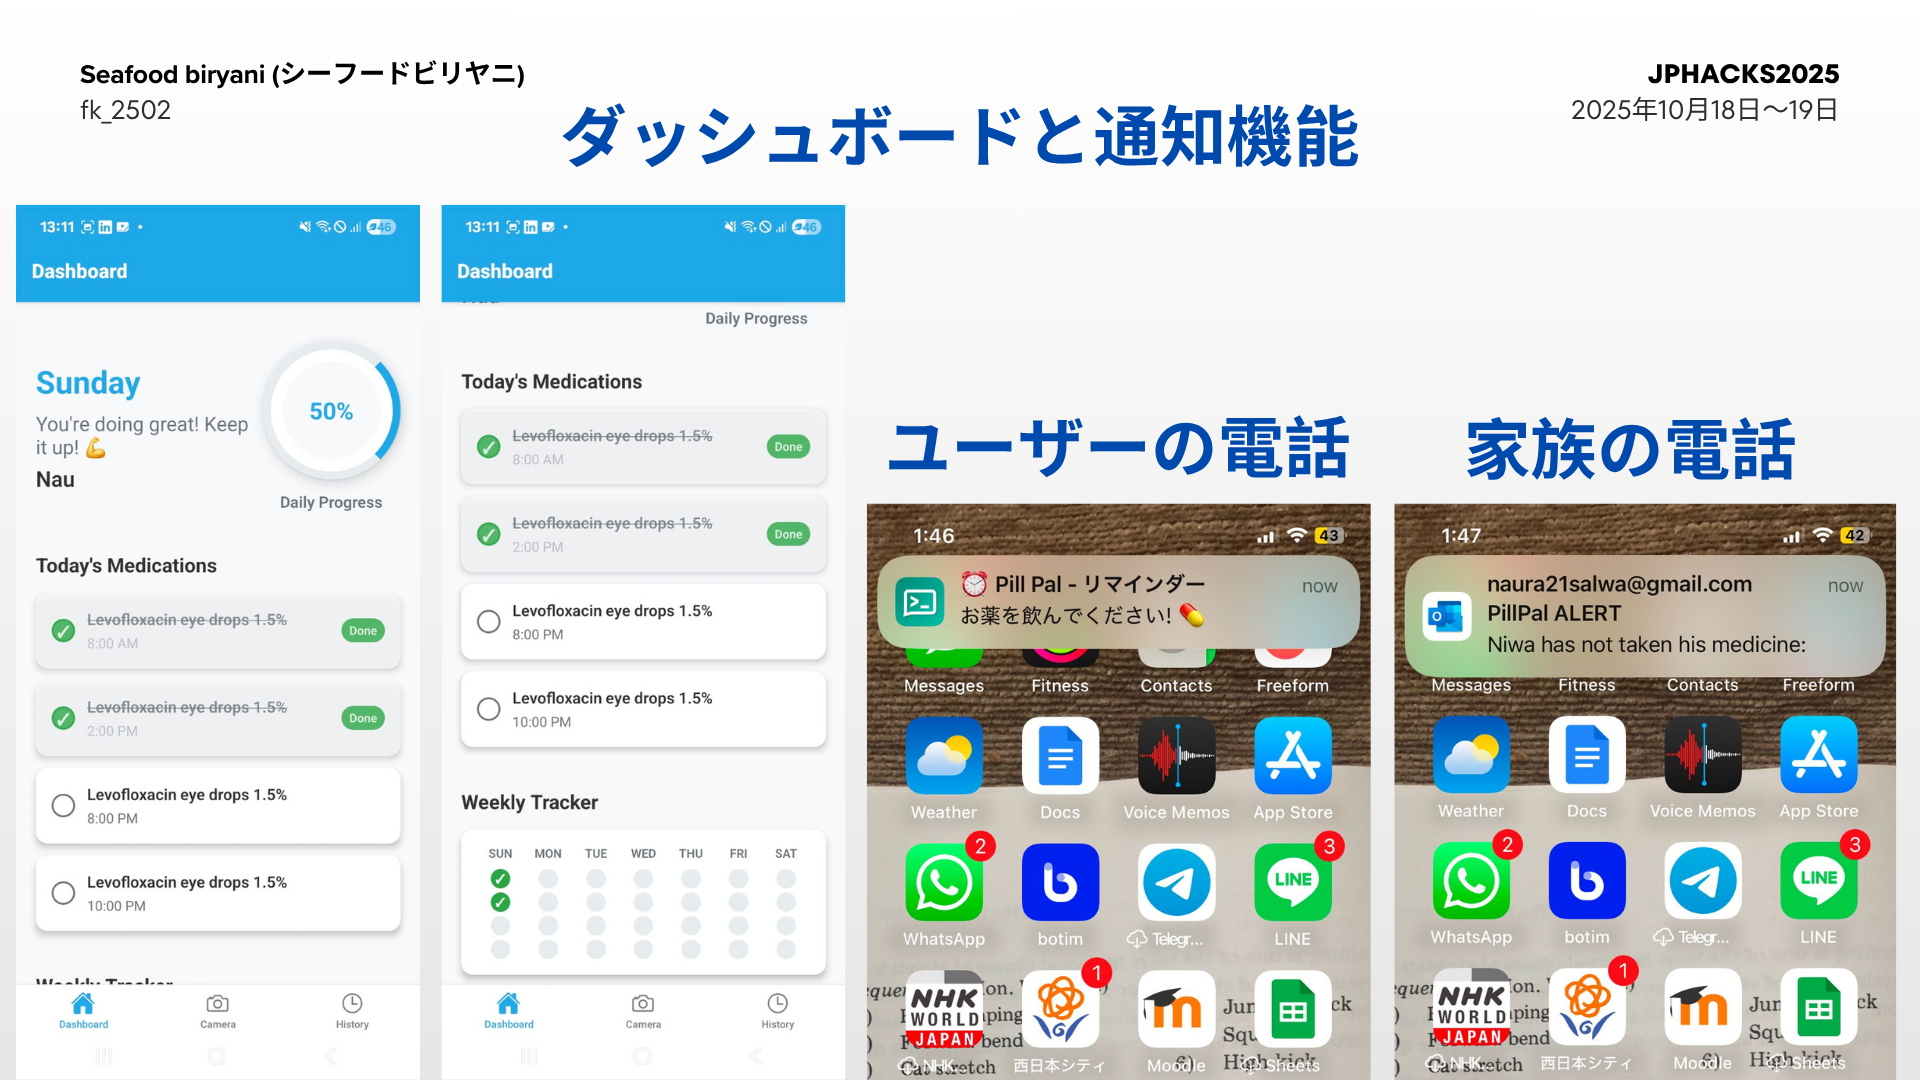 Seafood biryani (シーフードビリヤニ)
fk_2502
JPHACKS2025
2025年10月18日〜19日
ダッシュボードと通知機能
13:11
46
Dashboard
Sunday
You're doing great! Keep
it up! 💪
Nau
50%
Daily Progress
Today's Medications
Levofloxacin eye drops 1.5%
8:00 AM
Done
Levofloxacin eye drops 1.5%
2:00 PM
Done
Levofloxacin eye drops 1.5%
8:00 PM
Levofloxacin eye drops 1.5%
10:00 PM
Weekly Tracker
Dashboard
Camera
History
13:11
46
Dashboard
Nau
Daily Progress
Today's Medications
Levofloxacin eye drops 1.5%
8:00 AM
Done
Levofloxacin eye drops 1.5%
2:00 PM
Done
Levofloxacin eye drops 1.5%
8:00 PM
Levofloxacin eye drops 1.5%
10:00 PM
Weekly Tracker
SUN MON TUE WED THU FRI SAT
Dashboard
Camera
History
ユーザーの電話
1:46
43
⏰ Pill Pal - リマインダー
now
お薬を飲んでください! 💊
Messages Fitness Contacts Freeform
Weather Docs Voice Memos App Store
2
3
LINE
WhatsApp botim Telegr... LINE
1
NHK
WORLD
JAPAN
NHK... 西日本シティ Moodle Sheets
家族の電話
1:47
42
naura21salwa@gmail.com
now
PillPal ALERT
Niwa has not taken his medicine:
Messages Fitness Contacts Freeform
Weather Docs Voice Memos App Store
2
3
LINE
WhatsApp botim Telegr... LINE
1
NHK
WORLD
JAPAN
NHK... 西日本シティ Moodle Sheets